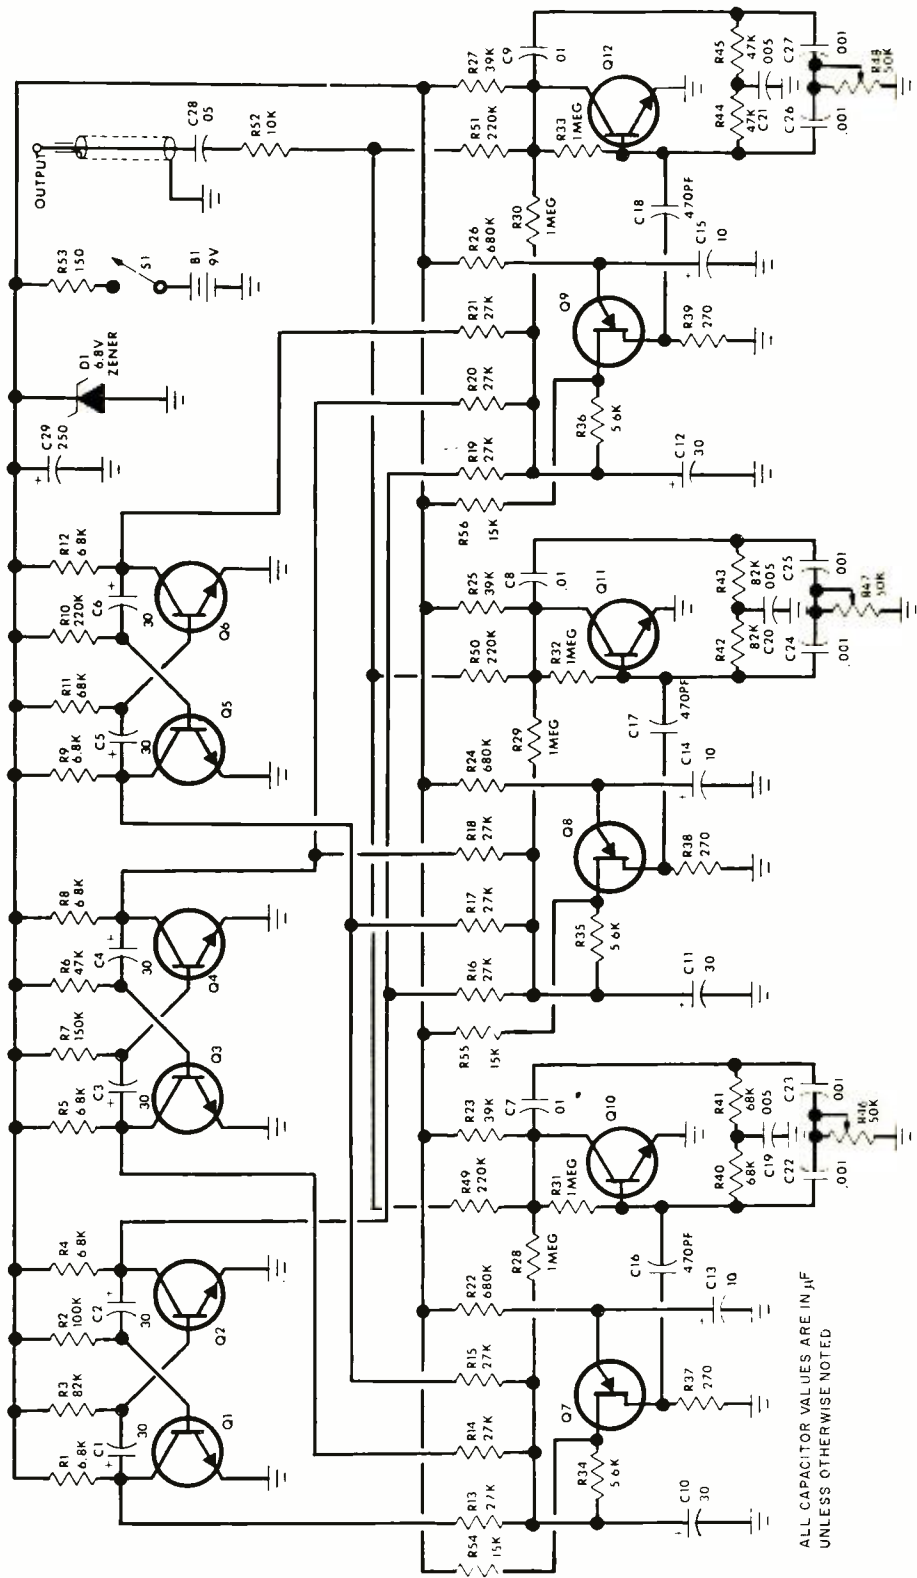 R1
6.8K
C1
30
R3
82K
R2
100K
C2
30
R4
6.8K
Q1
Q2
R5
6.8K
C3
30
R7
150K
R6
47K
C4
30
R8
6.8K
Q3
Q4
R9
6.8K
C5
30
R11
68K
R10
220K
C6
30
R12
6.8K
Q5
Q6
C29
250
D1
6.8V
ZENER
R53
150
S1
B1
9V
OUTPUT
C28
05
R52
10K
R54
15K
R13
27K
R14
27K
R15
27K
R22
680K
R28
1MEG
R49
220K
R23
39K
C7
01
R31
1MEG
Q10
Q7
R34
5.6K
C10
30
R37
270
C13
10
C16
470PF
R40
68K
R41
68K
C19
005
C22
.001
C23
001
R46
50K
R55
15K
R16
27K
R17
27K
R18
27K
R24
680K
R29
1MEG
R50
220K
R25
39K
C8
.01
R32
1MEG
Q11
Q8
R35
5.6K
C11
30
R38
270
C14
10
C17
470PF
R42
82K
R43
82K
C20
005
C24
.001
C25
001
R47
50K
R56
15K
R19
27K
R20
27K
R21
27K
R26
680K
R30
1MEG
R51
220K
R27
39K
C9
01
R33
1MEG
Q12
Q9
R36
5.6K
C12
30
R39
270
C15
10
C18
470PF
R44
47K
R45
47K
C21
005
C26
.001
C27
001
R48
50K
ALL CAPACITOR VALUES ARE IN µF
UNLESS OTHERWISE NOTED